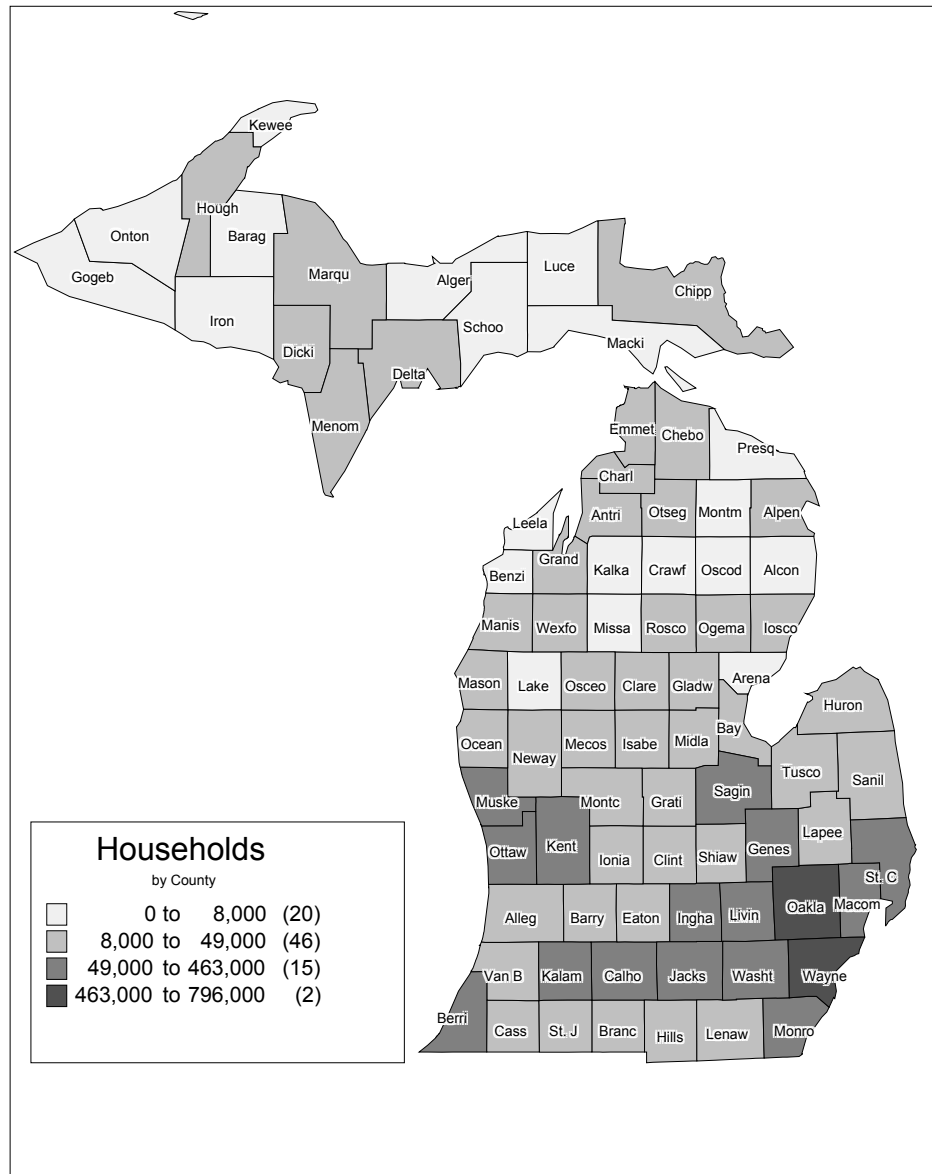 Kewee
Hough
Onton
Barag
Gogeb
Marqu
Alger
Luce
Chipp
Iron
Schoo
Macki
Dicki
Delta
Menom
Emmet
Chebo
Presq
Charl
Antri
Otseg
Montm
Alpen
Leela
Grand
Benzi
Kalka
Crawf
Oscod
Alcon
Manis
Wexfo
Missa
Rosco
Ogema
Iosco
Mason
Lake
Osceo
Clare
Gladw
Arena
Huron
Ocean
Neway
Mecos
Isabe
Midla
Bay
Tusco
Sanil
Muske
Montc
Grati
Sagin
Lapee
Ottaw
Kent
Ionia
Clint
Shiaw
Genes
St. C
Alleg
Barry
Eaton
Ingha
Livin
Oakla
Macom
Van B
Kalam
Calho
Jacks
Washt
Wayne
Berri
Cass
St. J
Branc
Hills
Lenaw
Monro
Households
by County
0 to 8,000 (20)
8,000 to 49,000 (46)
49,000 to 463,000 (15)
463,000 to 796,000 (2)